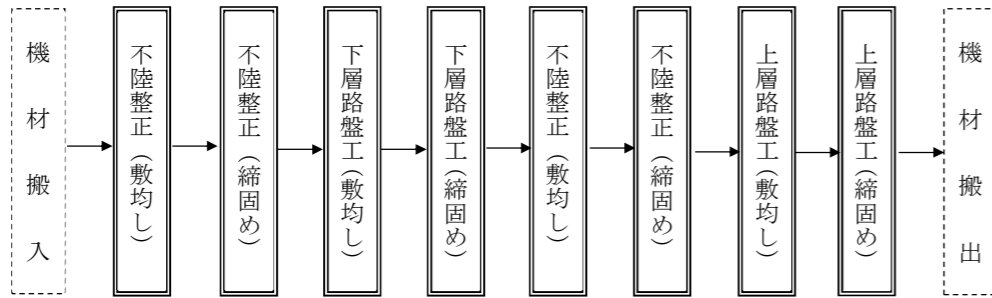 機材搬入
不陸整正（敷均し）
不陸整正（締固め）
下層路盤工（敷均し）
下層路盤工（締固め）
不陸整正（敷均し）
不陸整正（締固め）
上層路盤工（敷均し）
上層路盤工（締固め）
機材搬出